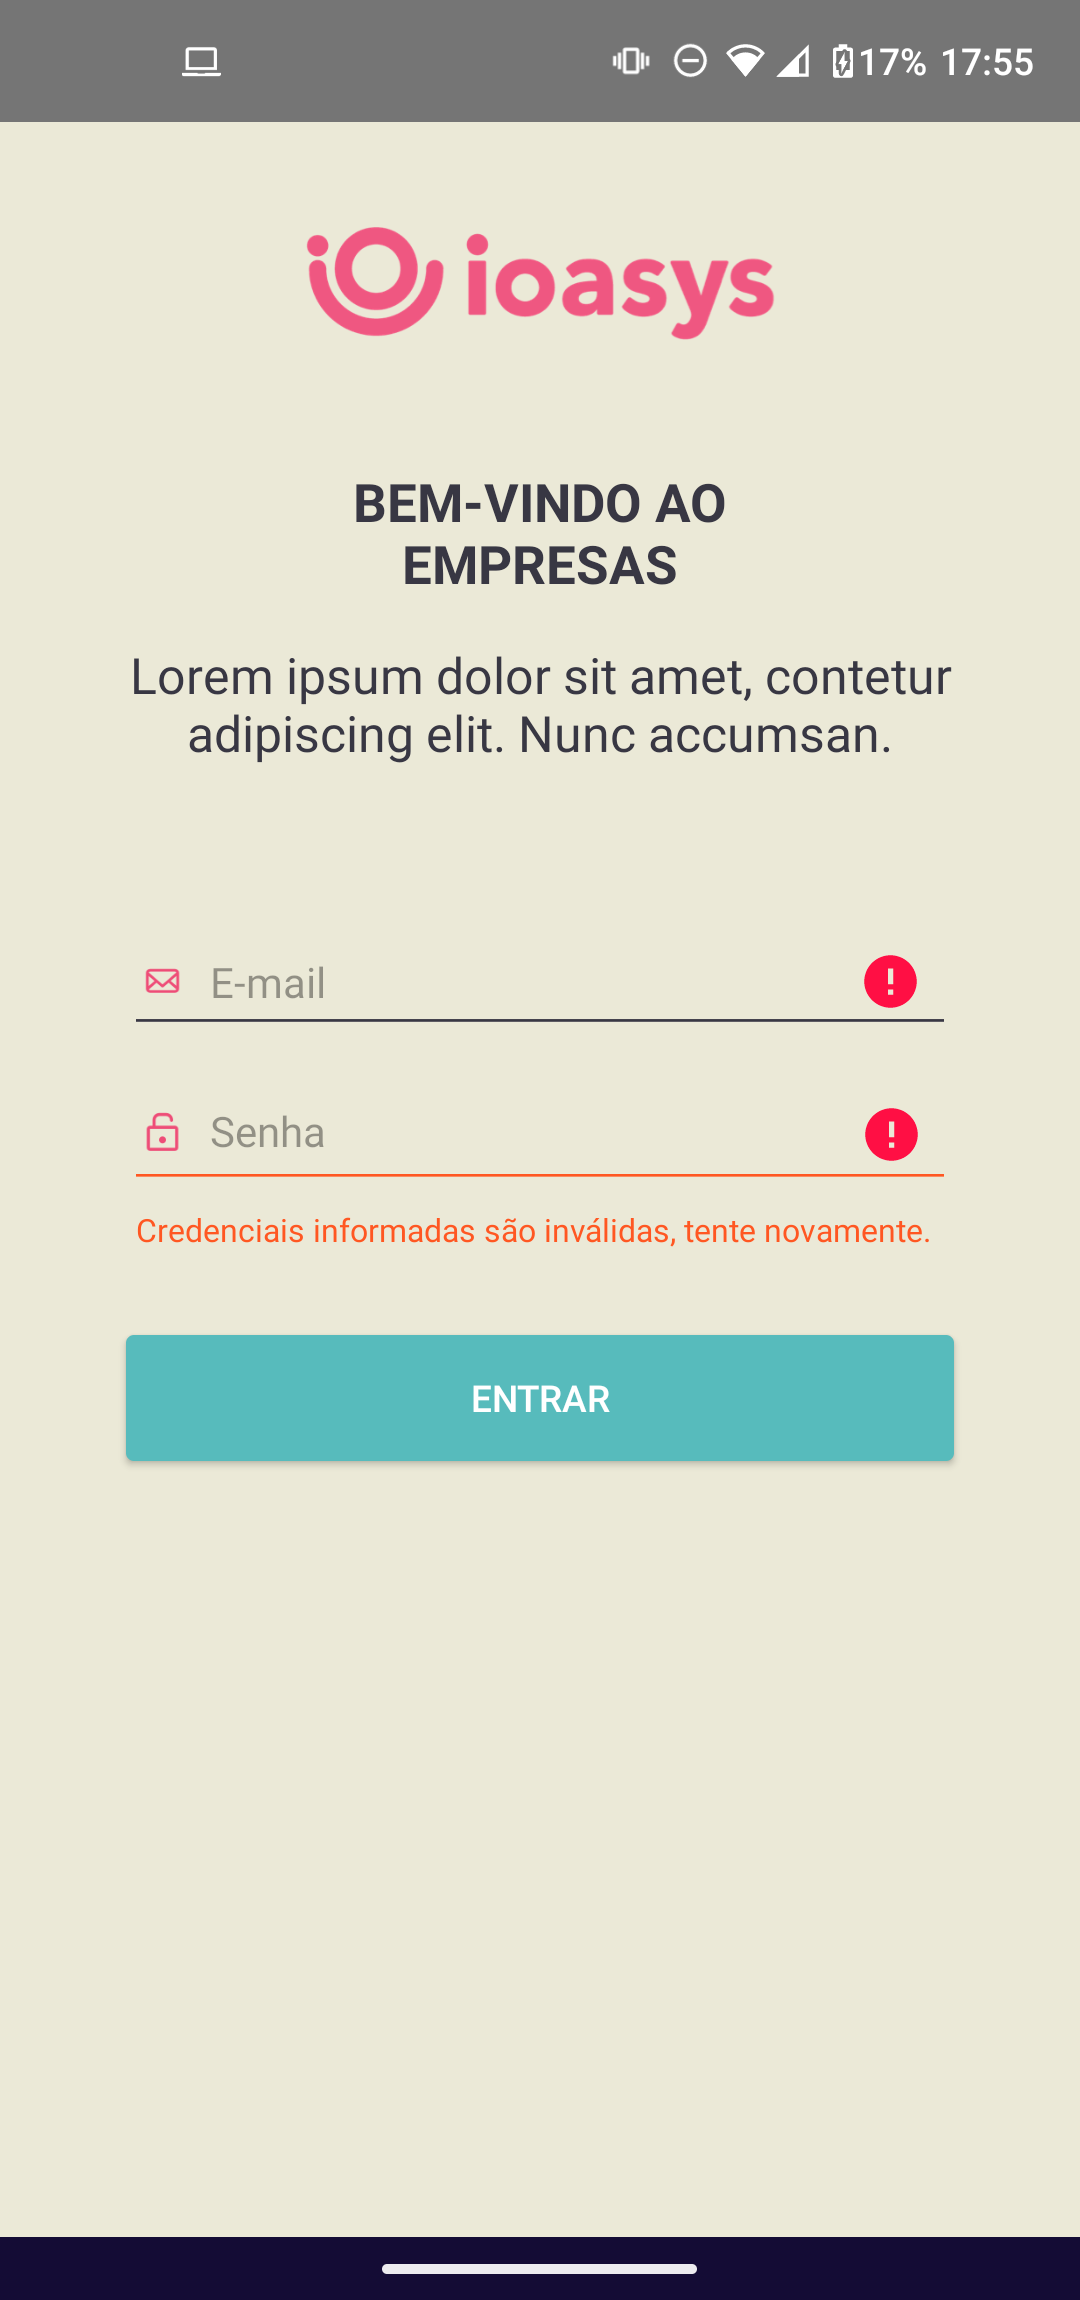 17% 17:55
ioasys
BEM-VINDO AO
EMPRESAS
Lorem ipsum dolor sit amet, contetur
adipiscing elit. Nunc accumsan.
E-mail
Senha
Credenciais informadas são inválidas, tente novamente.
ENTRAR